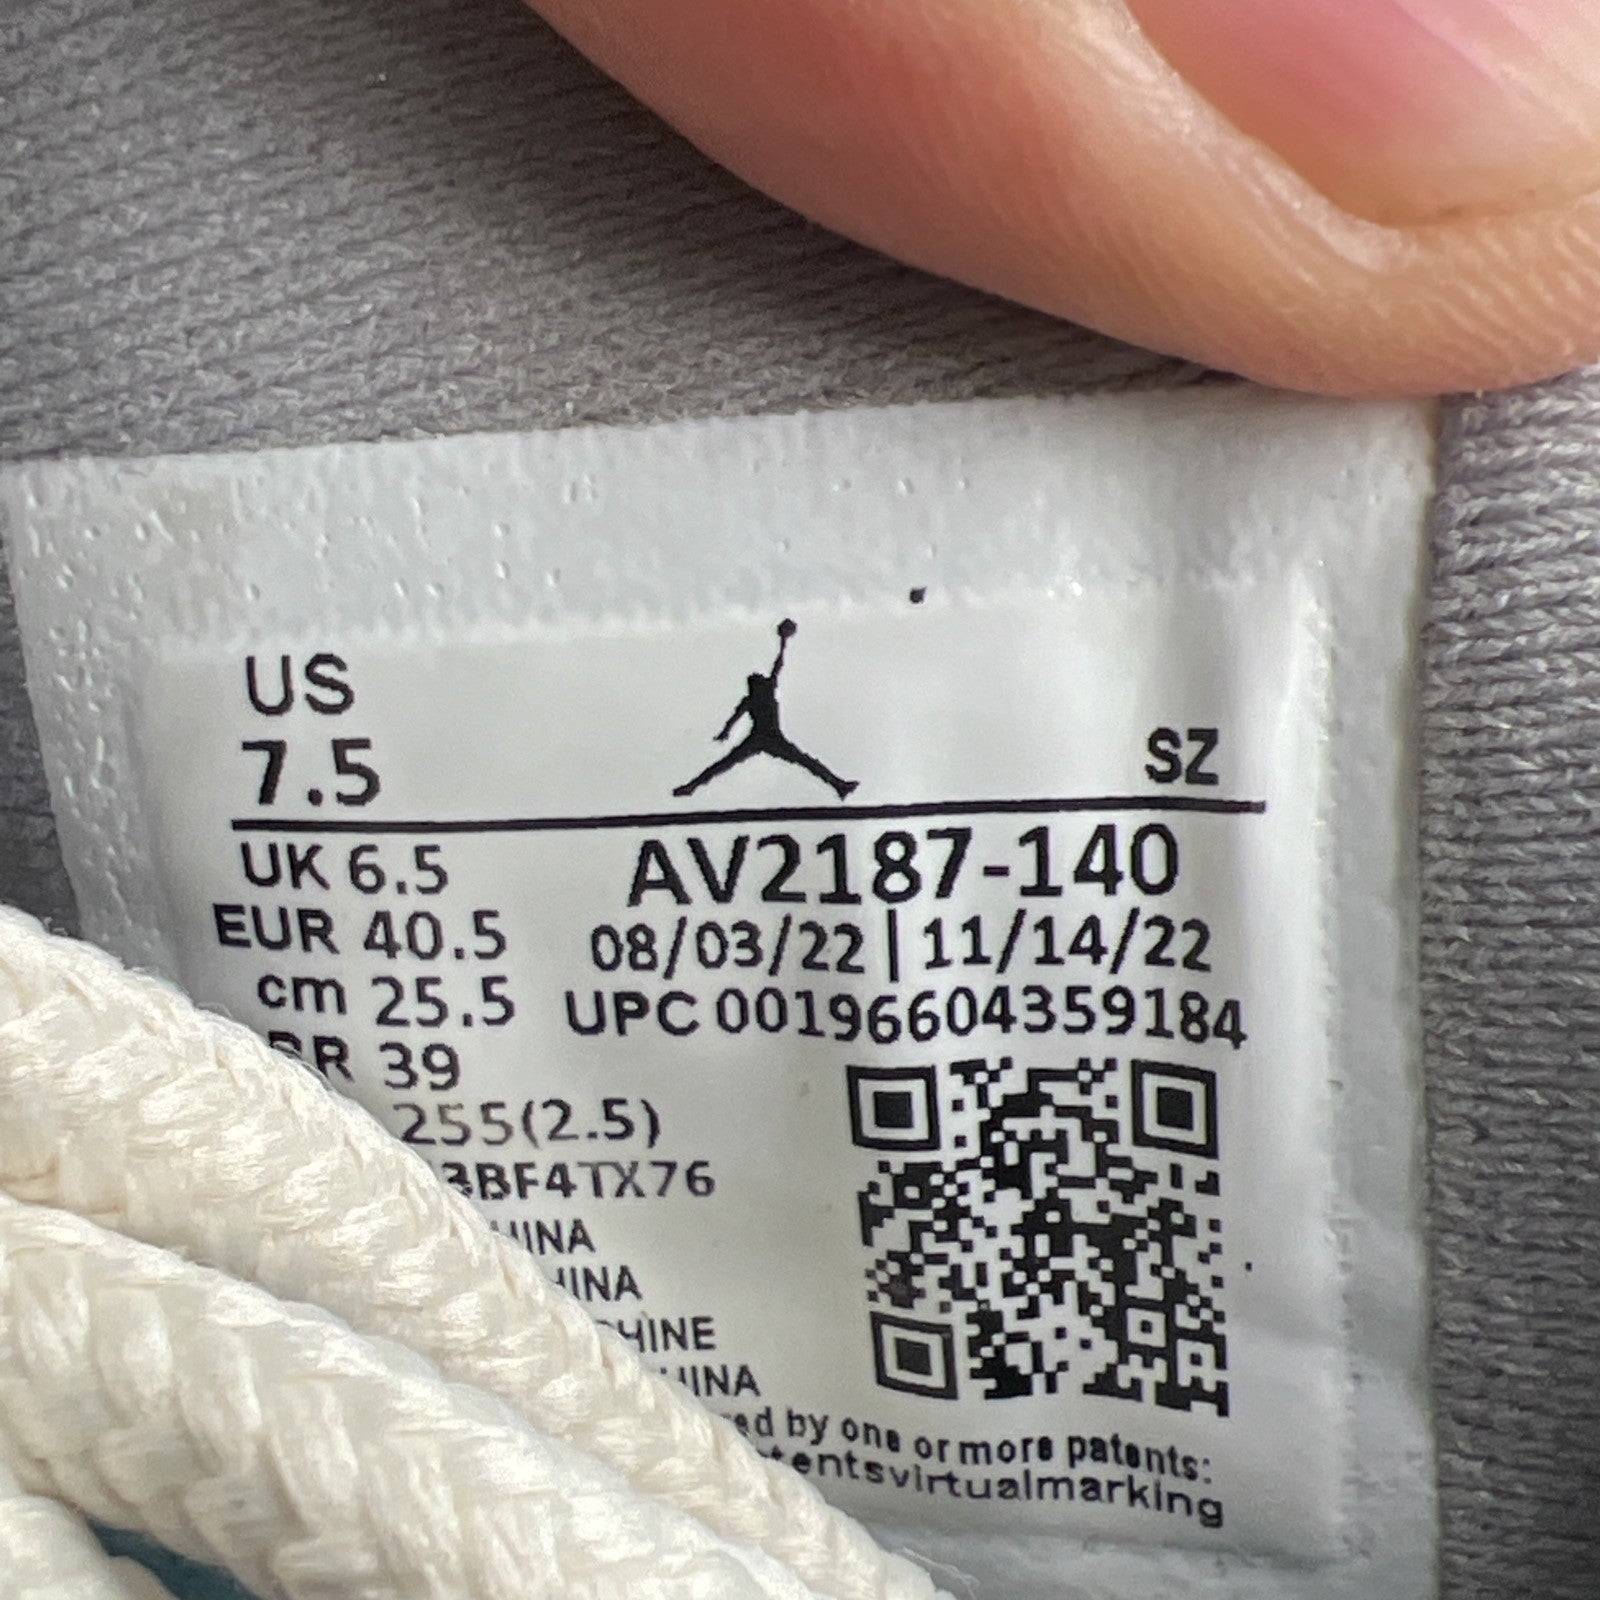 US
7.5
SZ
UK 6.5
AV2187-140
EUR 40.5
08/03/22 | 11/14/22
cm 25.5
UPC 00196604359184
BR 39
255(2.5)
3BF4TX76
HINA
HINA
CHINE
HINA
ed by one or more patents:
tentsvirtualmarking